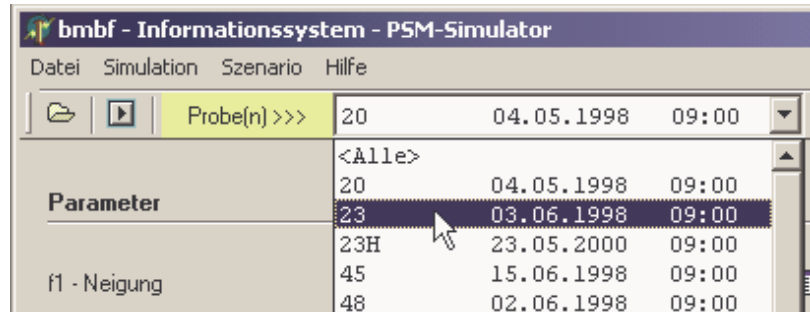 bmbf - Informationssystem - PSM-Simulator
Datei Simulation Szenario Hilfe
Probe(n) >>> 20 04.05.1998 09:00
<Alle>
20 04.05.1998 09:00
Parameter
23 03.06.1998 09:00
23H 23.05.2000 09:00
f1 - Neigung
45 15.06.1998 09:00
48 02.06.1998 09:00